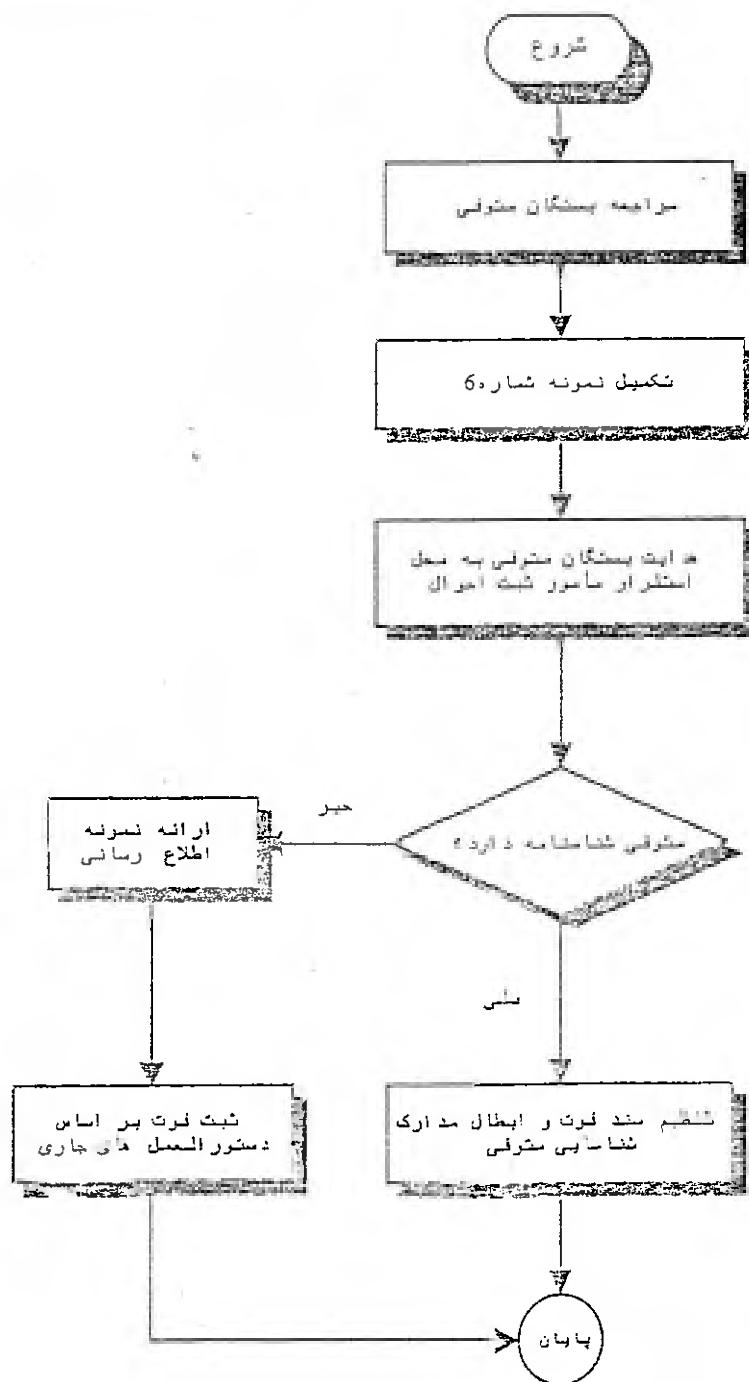 شروع
مراجعه بستگان متوفی
تکمیل نمونه شماره6
هدایت بستگان متوفی به محل
استقرار مأمور ثبت احوال
متوفی شناسنامه دارد؟
خیر
ارائه نمونه
اطلاع رسانی
بلی
ثبت فوت بر اساس
دستورالعمل های جاری
تنظیم سند فوت و ابطال مدارک
شناسایی متوفی
پایان